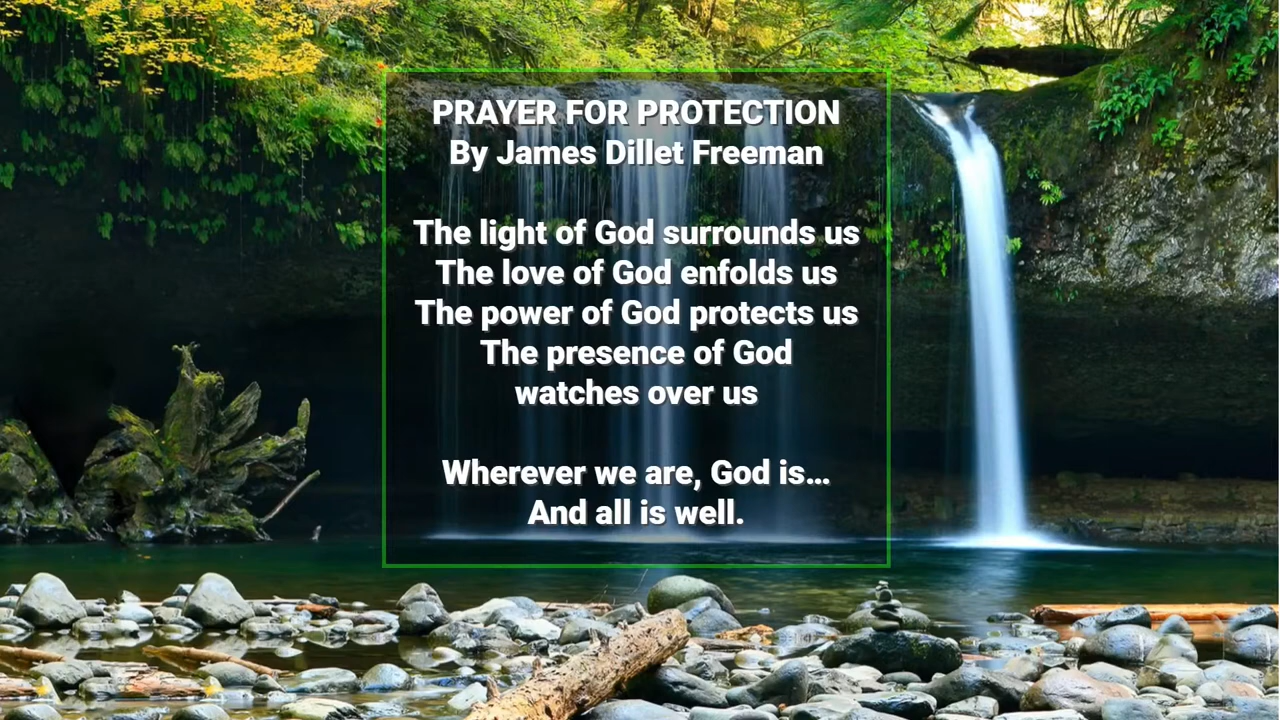 PRAYER FOR PROTECTION
By James Dillet Freeman
The light of God surrounds us
The love of God enfolds us
The power of God protects us
The presence of God
watches over us
Wherever we are, God is...
And all is well.